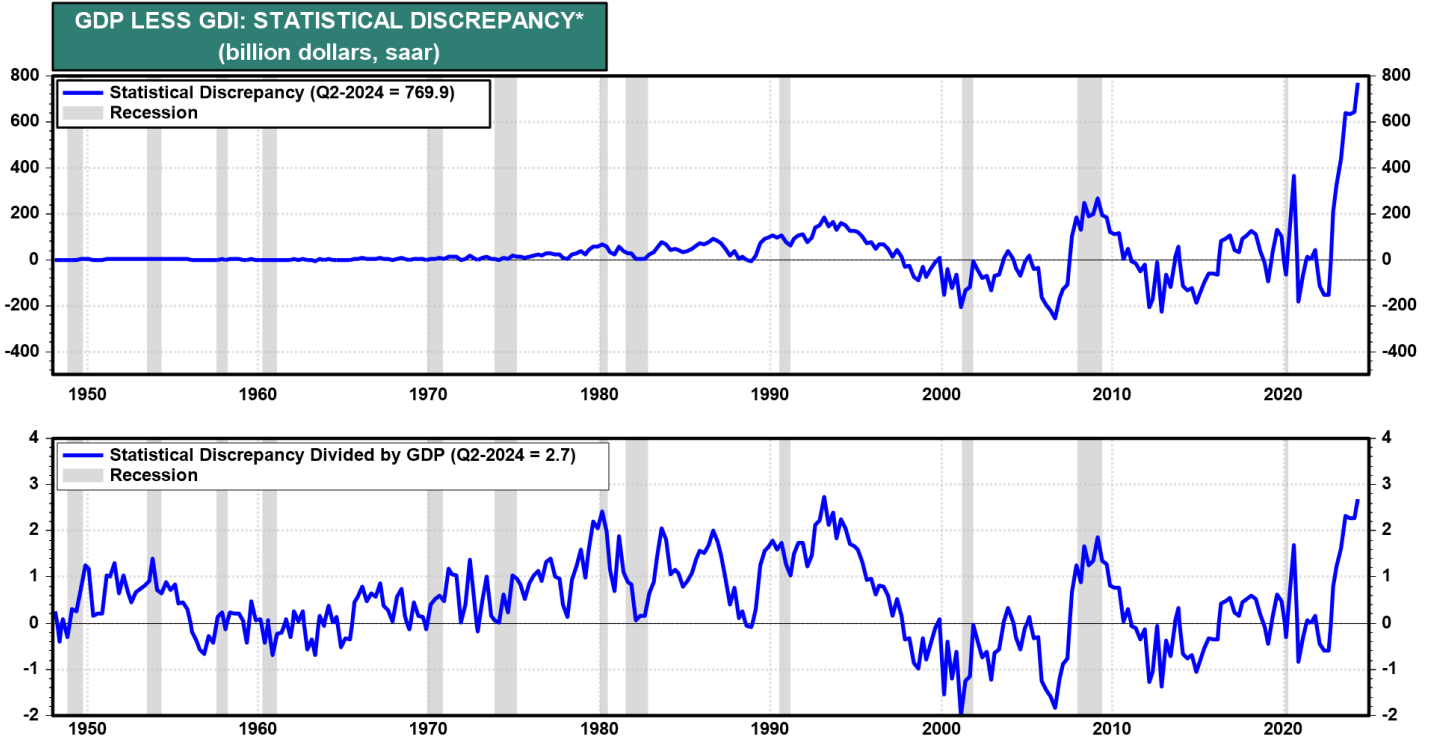 GDP LESS GDI: STATISTICAL DISCREPANCY*
(billion dollars, saar)
800 800
Statistical Discrepancy (Q2-2024 = 769.9)
Recession
600 600
400 400
200 200
0 0
-200 -200
-400 -400
1950 1960 1970 1980 1990 2000 2010 2020
4 4
Statistical Discrepancy Divided by GDP (Q2-2024 = 2.7)
Recession
3 3
2 2
1 1
0 0
-1 -1
-2 -2
1950 1960 1970 1980 1990 2000 2010 2020